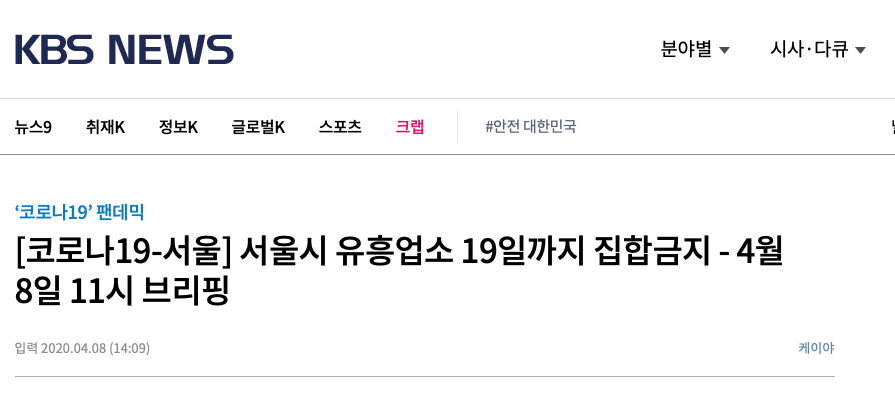 KBS NEWS
분야별
시사·다큐
뉴스9 취재K 정보K 글로벌K 스포츠 크랩 #안전 대한민국
‘코로나19’ 팬데믹
[코로나19-서울] 서울시 유흥업소 19일까지 집합금지 - 4월
8일 11시 브리핑
입력 2020.04.08 (14:09)
케이야